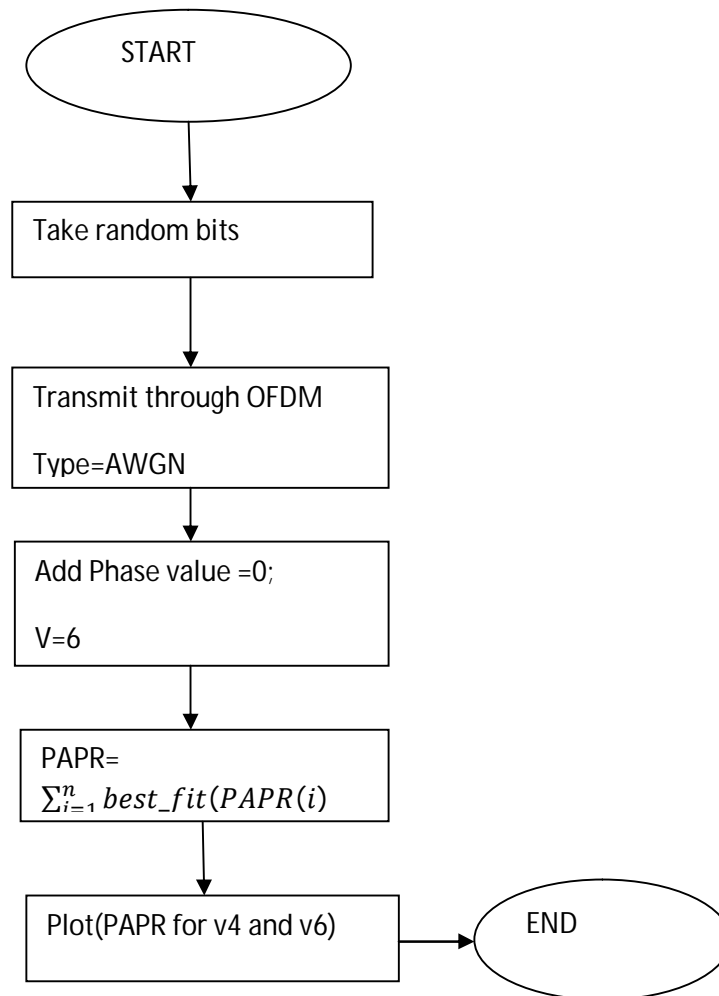 START
Take random bits
Transmit through OFDM
Type=AWGN
Add Phase value =0;
V=6
PAPR=
∑ⁿᵢ₌₁ best_fit(PAPR(i)
Plot(PAPR for v4 and v6)
END